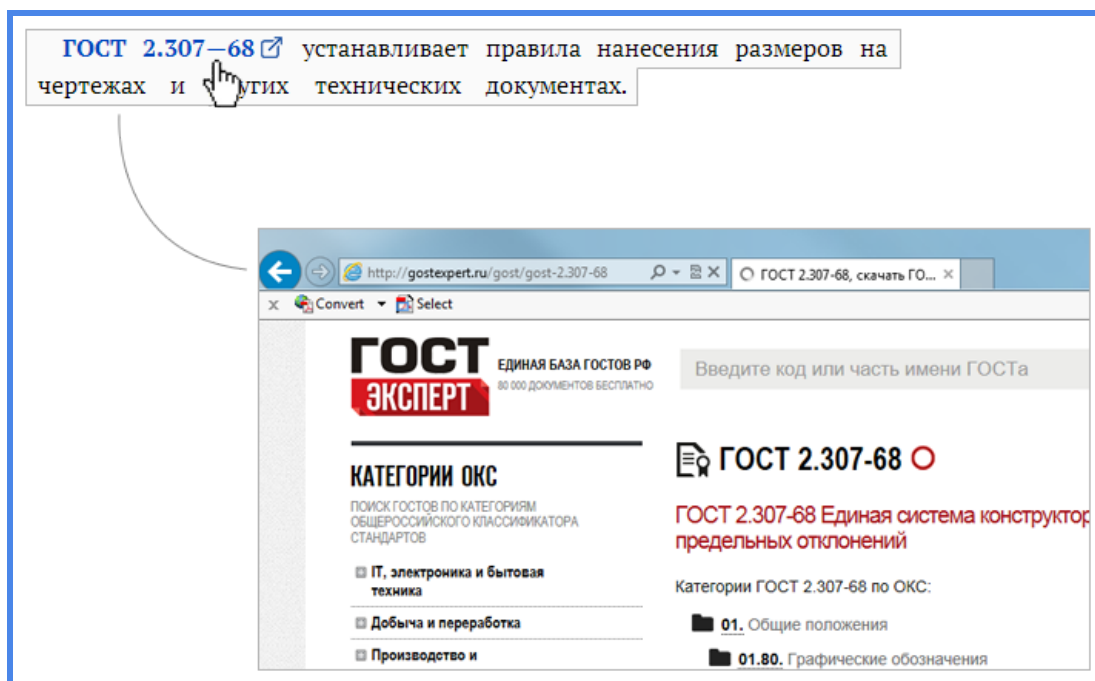 ГОСТ 2.307—68 устанавливает правила нанесения размеров на
чертежах и других технических документах.
http://gostexpert.ru/gost/gost-2.307-68
ГОСТ 2.307-68, скачать ГО...
x Convert Select
ГОСТ
ЭКСПЕРТ
ЕДИНАЯ БАЗА ГОСТОВ РФ
80 000 ДОКУМЕНТОВ БЕСПЛАТНО
Введите код или часть имени ГОСТа
КАТЕГОРИИ ОКС
ПОИСК ГОСТОВ ПО КАТЕГОРИЯМ
ОБЩЕРОССИЙСКОГО КЛАССИФИКАТОРА
СТАНДАРТОВ
IT, электроника и бытовая
техника
Добыча и переработка
Производство и
ГОСТ 2.307-68
ГОСТ 2.307-68 Единая система конструктор
предельных отклонений
Категории ГОСТ 2.307-68 по ОКС:
01. Общие положения
01.80. Графические обозначения